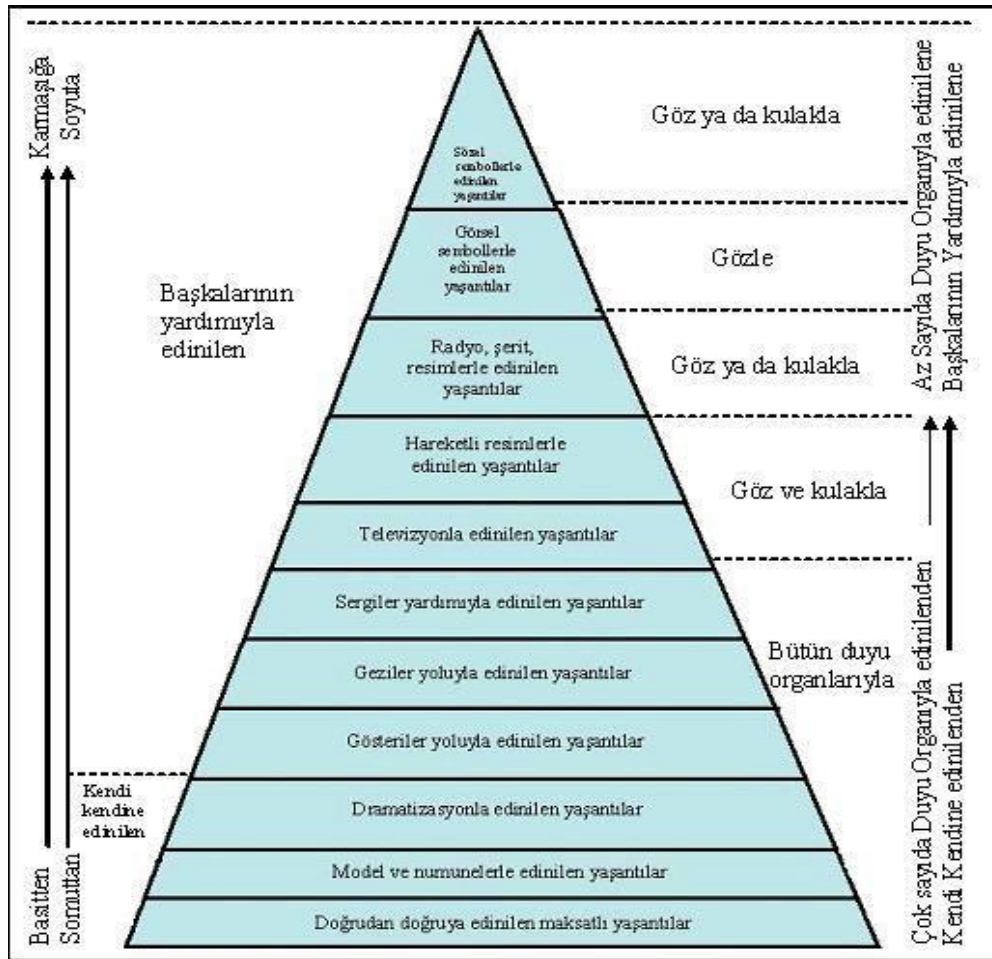 Karmaşığa
Soyuta
Basitten
Somuttan
Başkalarının
yardımıyla
edinilen
Kendi
kendine
edinilen
Sözel
sembollerle
edinilen
yaşantılar
Görsel
sembollerle
edinilen
yaşantılar
Radyo, şerit,
resimlerle edinilen
yaşantılar
Hareketli resimlerle
edinilen yaşantılar
Televizyonla edinilen yaşantılar
Sergiler yardımıyla edinilen yaşantılar
Geziler yoluyla edinilen yaşantılar
Gösteriler yoluyla edinilen yaşantılar
Dramatizasyonla edinilen yaşantılar
Model ve numunelerle edinilen yaşantılar
Doğrudan doğruya edinilen maksatlı yaşantılar
Göz ya da kulakla
Gözle
Göz ya da kulakla
Göz ve kulakla
Bütün duyu
organlarıyla
Az Sayıda Duyu Organıyla edinilene
Başkalarının Yardımıyla edinilene
Çok sayıda Duyu Organıyla edinilenden
Kendi Kendine edinilenden